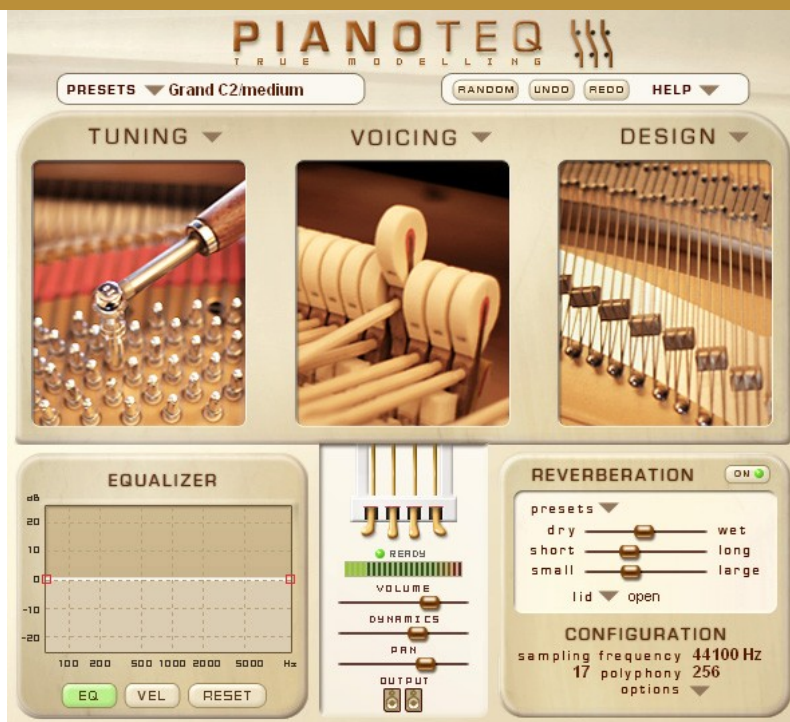 PIANOTEQ
TRUE MODELLING
PRESETS Grand C2/medium
RANDOM UNDO REDO HELP
TUNING VOICING DESIGN
EQUALIZER
dB
20
10
0
-10
-20
100 200 500 1000 2000 5000 Hz
EQ VEL RESET
READY
VOLUME
DYNAMICS
PAN
OUTPUT
REVERBERATION ON
presets
dry wet
short long
small large
lid open
CONFIGURATION
sampling frequency 44100 Hz
17 polyphony 256
options